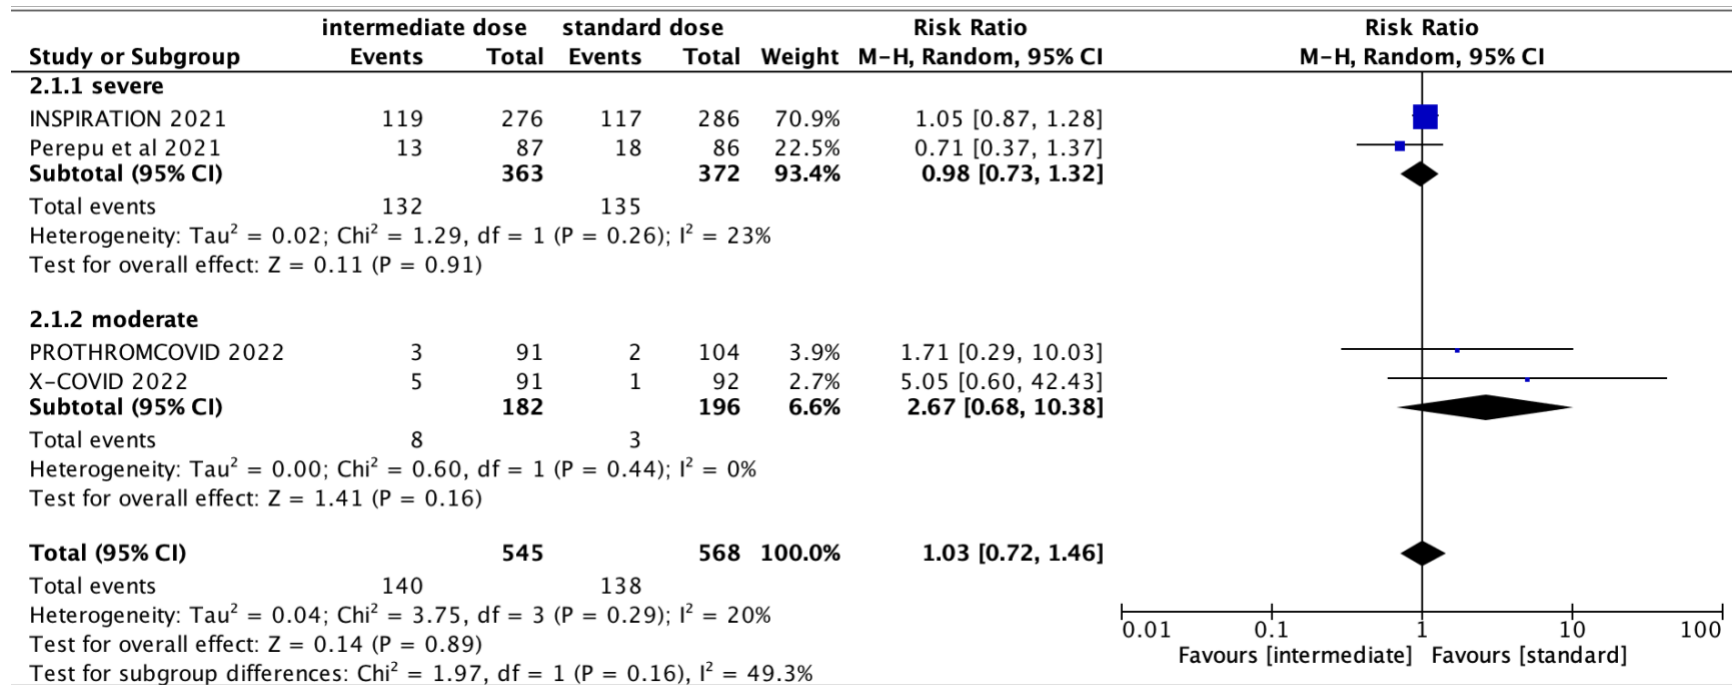 intermediate dose standard dose Risk Ratio Risk Ratio
Study or Subgroup Events Total Events Total Weight M-H, Random, 95% CI M-H, Random, 95% CI
2.1.1 severe
INSPIRATION 2021 119 276 117 286 70.9% 1.05 [0.87, 1.28]
Perepu et al 2021 13 87 18 86 22.5% 0.71 [0.37, 1.37]
Subtotal (95% CI) 363 372 93.4% 0.98 [0.73, 1.32]
Total events 132 135
Heterogeneity: Tau² = 0.02; Chi² = 1.29, df = 1 (P = 0.26); I² = 23%
Test for overall effect: Z = 0.11 (P = 0.91)
2.1.2 moderate
PROTHROMCOVID 2022 3 91 2 104 3.9% 1.71 [0.29, 10.03]
X-COVID 2022 5 91 1 92 2.7% 5.05 [0.60, 42.43]
Subtotal (95% CI) 182 196 6.6% 2.67 [0.68, 10.38]
Total events 8 3
Heterogeneity: Tau² = 0.00; Chi² = 0.60, df = 1 (P = 0.44); I² = 0%
Test for overall effect: Z = 1.41 (P = 0.16)
Total (95% CI) 545 568 100.0% 1.03 [0.72, 1.46]
Total events 140 138
Heterogeneity: Tau² = 0.04; Chi² = 3.75, df = 3 (P = 0.29); I² = 20%
Test for overall effect: Z = 0.14 (P = 0.89)
Test for subgroup differences: Chi² = 1.97, df = 1 (P = 0.16), I² = 49.3%
0.01 0.1 1 10 100
Favours [intermediate] Favours [standard]